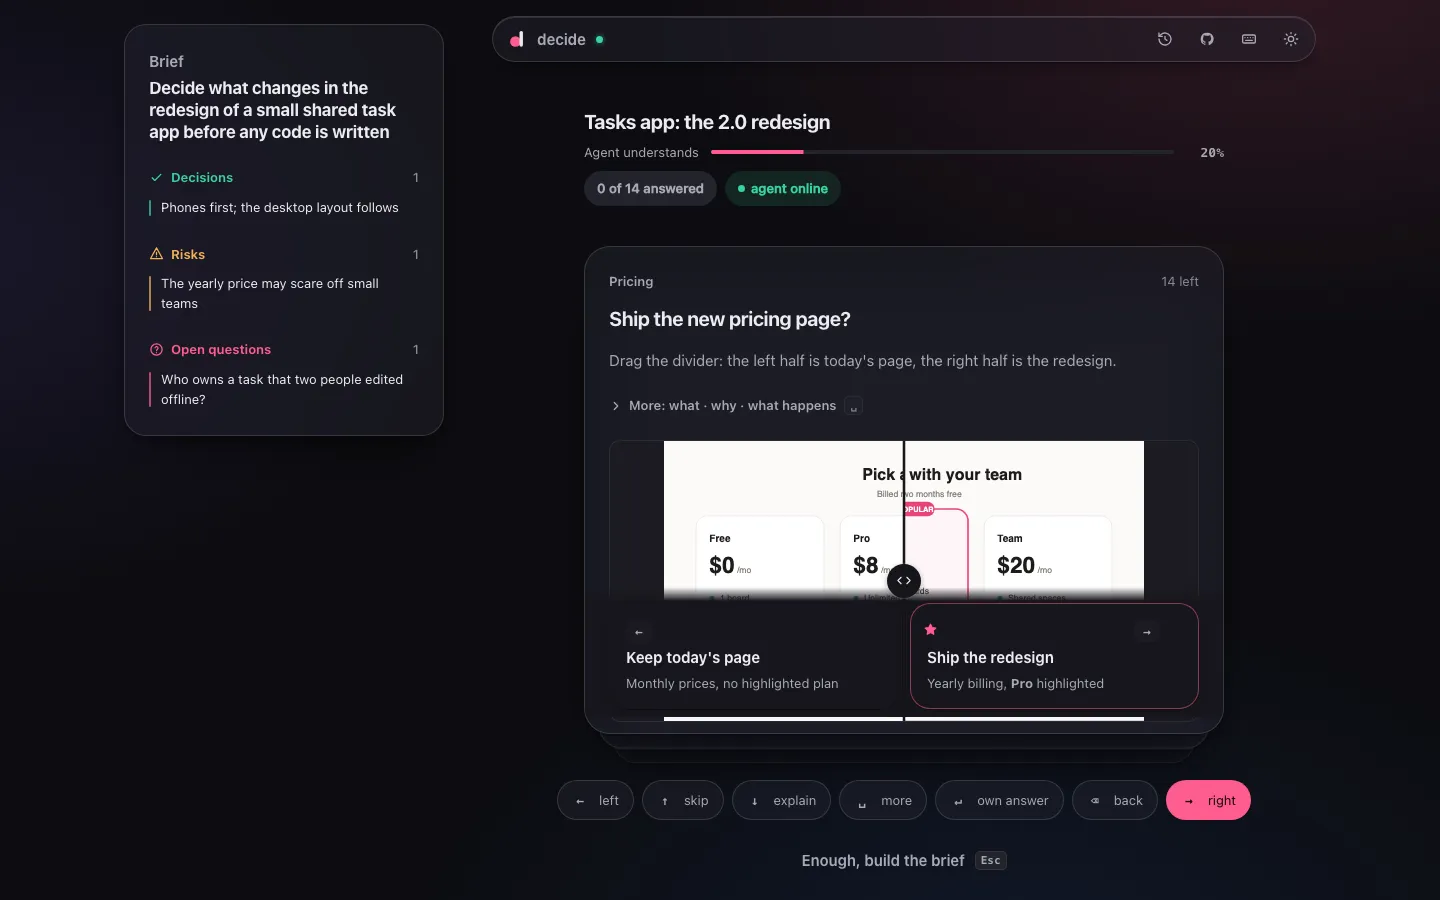 Brief
Decide what changes in the
redesign of a small shared task
app before any code is written
Decisions 1
Phones first; the desktop layout follows
Risks 1
The yearly price may scare off small
teams
Open questions 1
Who owns a task that two people edited
offline?
decide
Tasks app: the 2.0 redesign
Agent understands 20%
0 of 14 answered
agent online
Pricing 14 left
Ship the new pricing page?
Drag the divider: the left half is today's page, the right half is the redesign.
More: what · why · what happens
Pick a with your team
Billed two months free
OPULAR
Free
$0 /mo
Pro
$8
Team
$20 /mo
←
Keep today's page
Monthly prices, no highlighted plan
→
Ship the redesign
Yearly billing, Pro highlighted
← left
↑ skip
↓ explain
␣ more
↵ own answer
⌫ back
→ right
Enough, build the brief Esc